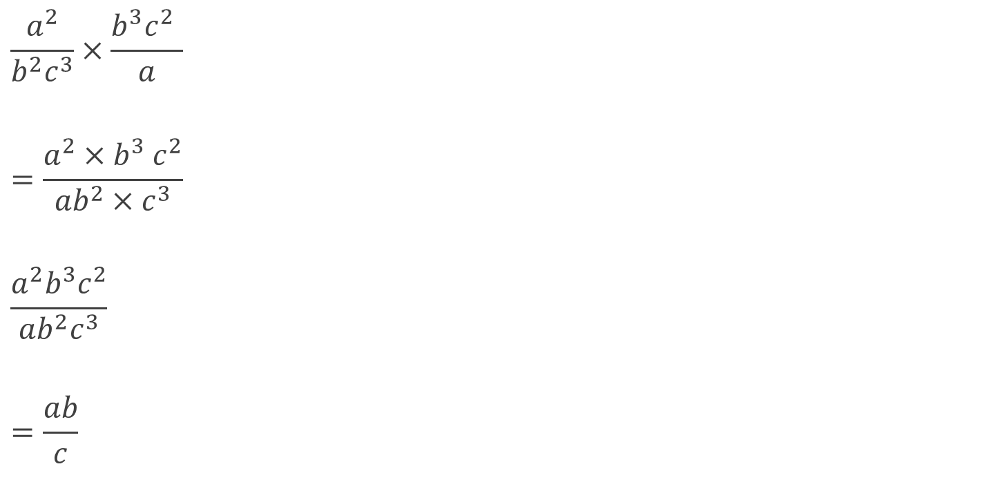 a²/b²c³ × b³c²/a
= a² × b³ c²/ab² × c³
a²b³c²/ab²c³
= ab/c